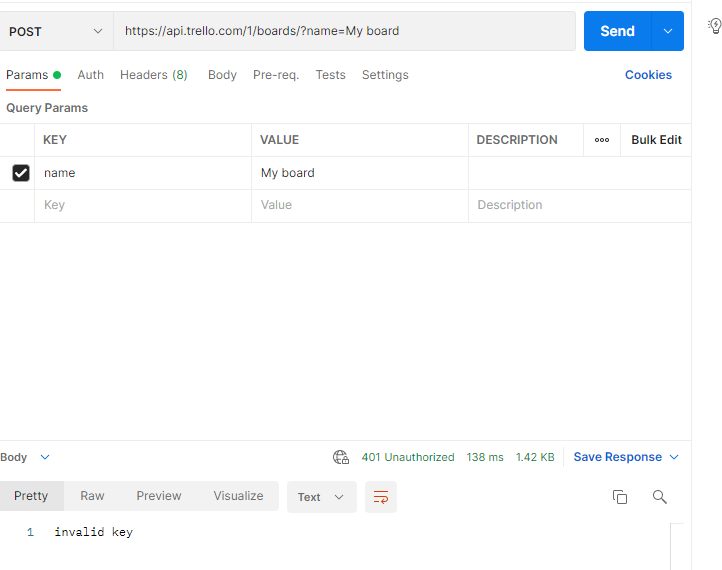 POST https://api.trello.com/1/boards/?name=My board Send
Params Auth Headers (8) Body Pre-req. Tests Settings Cookies
Query Params
KEY VALUE DESCRIPTION ooo Bulk Edit
name My board
Key Value Description
Body 401 Unauthorized 138 ms 1.42 KB Save Response
Pretty Raw Preview Visualize Text
1 invalid key